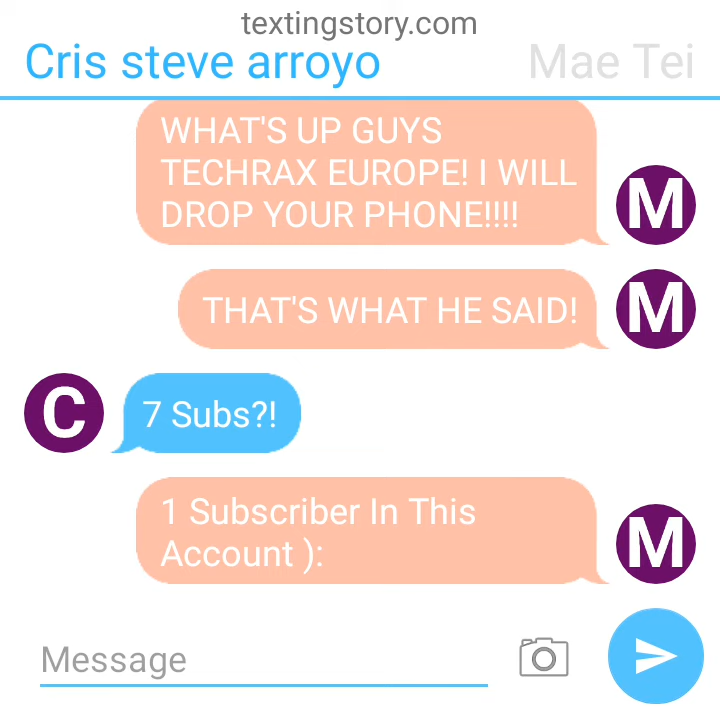 textingstory.com
Cris steve arroyo
Mae Tei
WHAT'S UP GUYS
TECHRAX EUROPE! I WILL
DROP YOUR PHONE!!!!
M
THAT'S WHAT HE SAID!
M
C
7 Subs?!
1 Subscriber In This
Account ):
M
Message